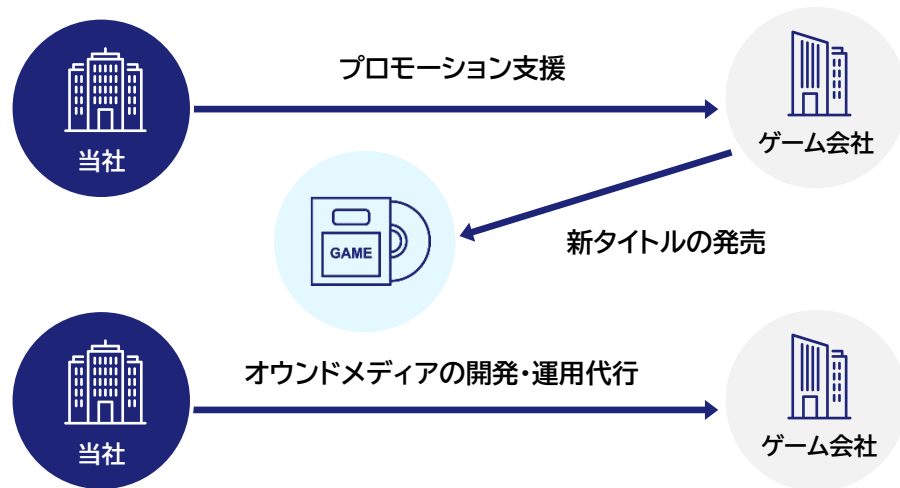 プロモーション支援
当社
ゲーム会社
GAME
新タイトルの発売
オウンドメディアの開発・運用代行
当社
ゲーム会社